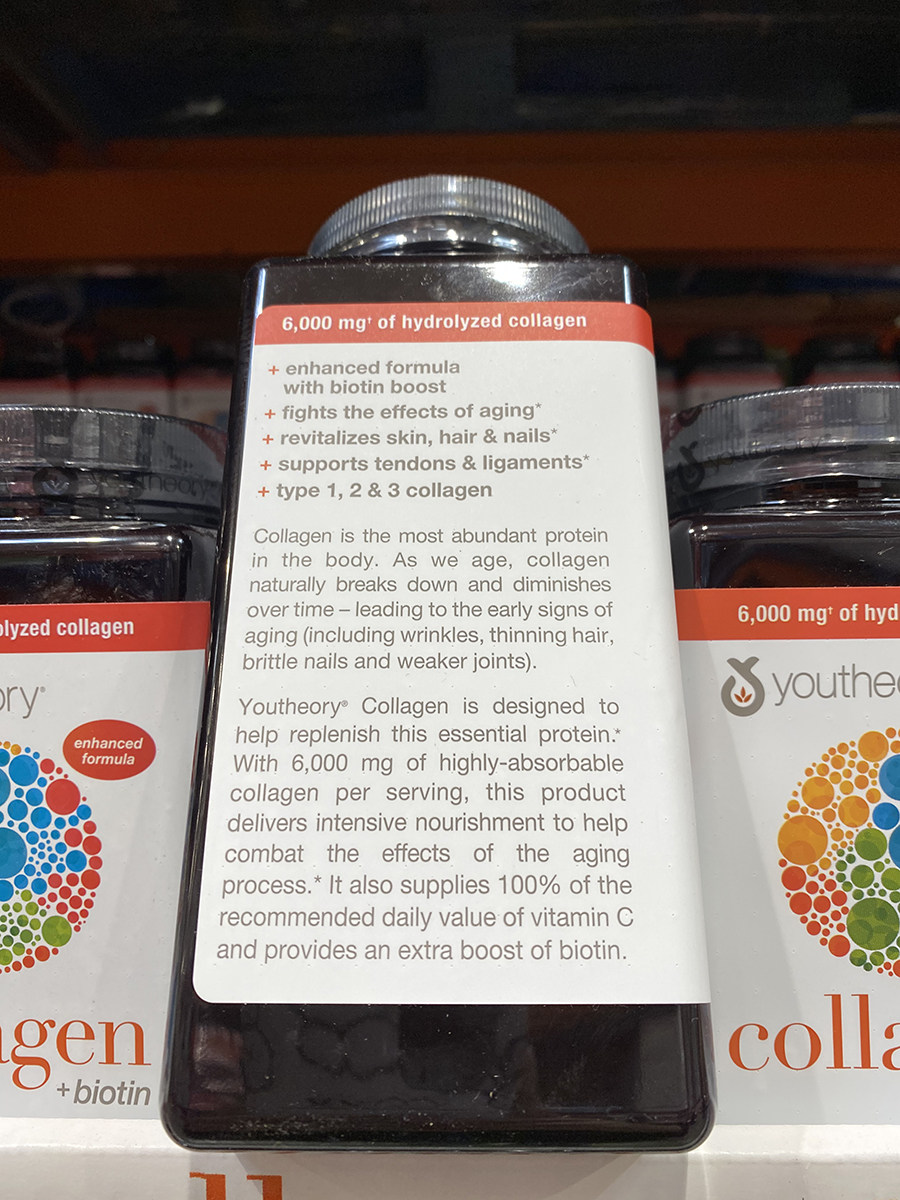 6,000 mg† of hydrolyzed collagen
+ enhanced formula
with biotin boost
+ fights the effects of aging*
+ revitalizes skin, hair & nails*
+ supports tendons & ligaments*
+ type 1, 2 & 3 collagen
Collagen is the most abundant protein
in the body. As we age, collagen
naturally breaks down and diminishes
over time – leading to the early signs of
aging (including wrinkles, thinning hair,
brittle nails and weaker joints).
Youtheory® Collagen is designed to
help replenish this essential protein.*
With 6,000 mg of highly-absorbable
collagen per serving, this product
delivers intensive nourishment to help
combat the effects of the aging
process.* It also supplies 100% of the
recommended daily value of vitamin C
and provides an extra boost of biotin.
olyzed collagen
ory®
enhanced
formula
agen
+biotin
youtheory
6,000 mg† of hyd
youtheo
colla